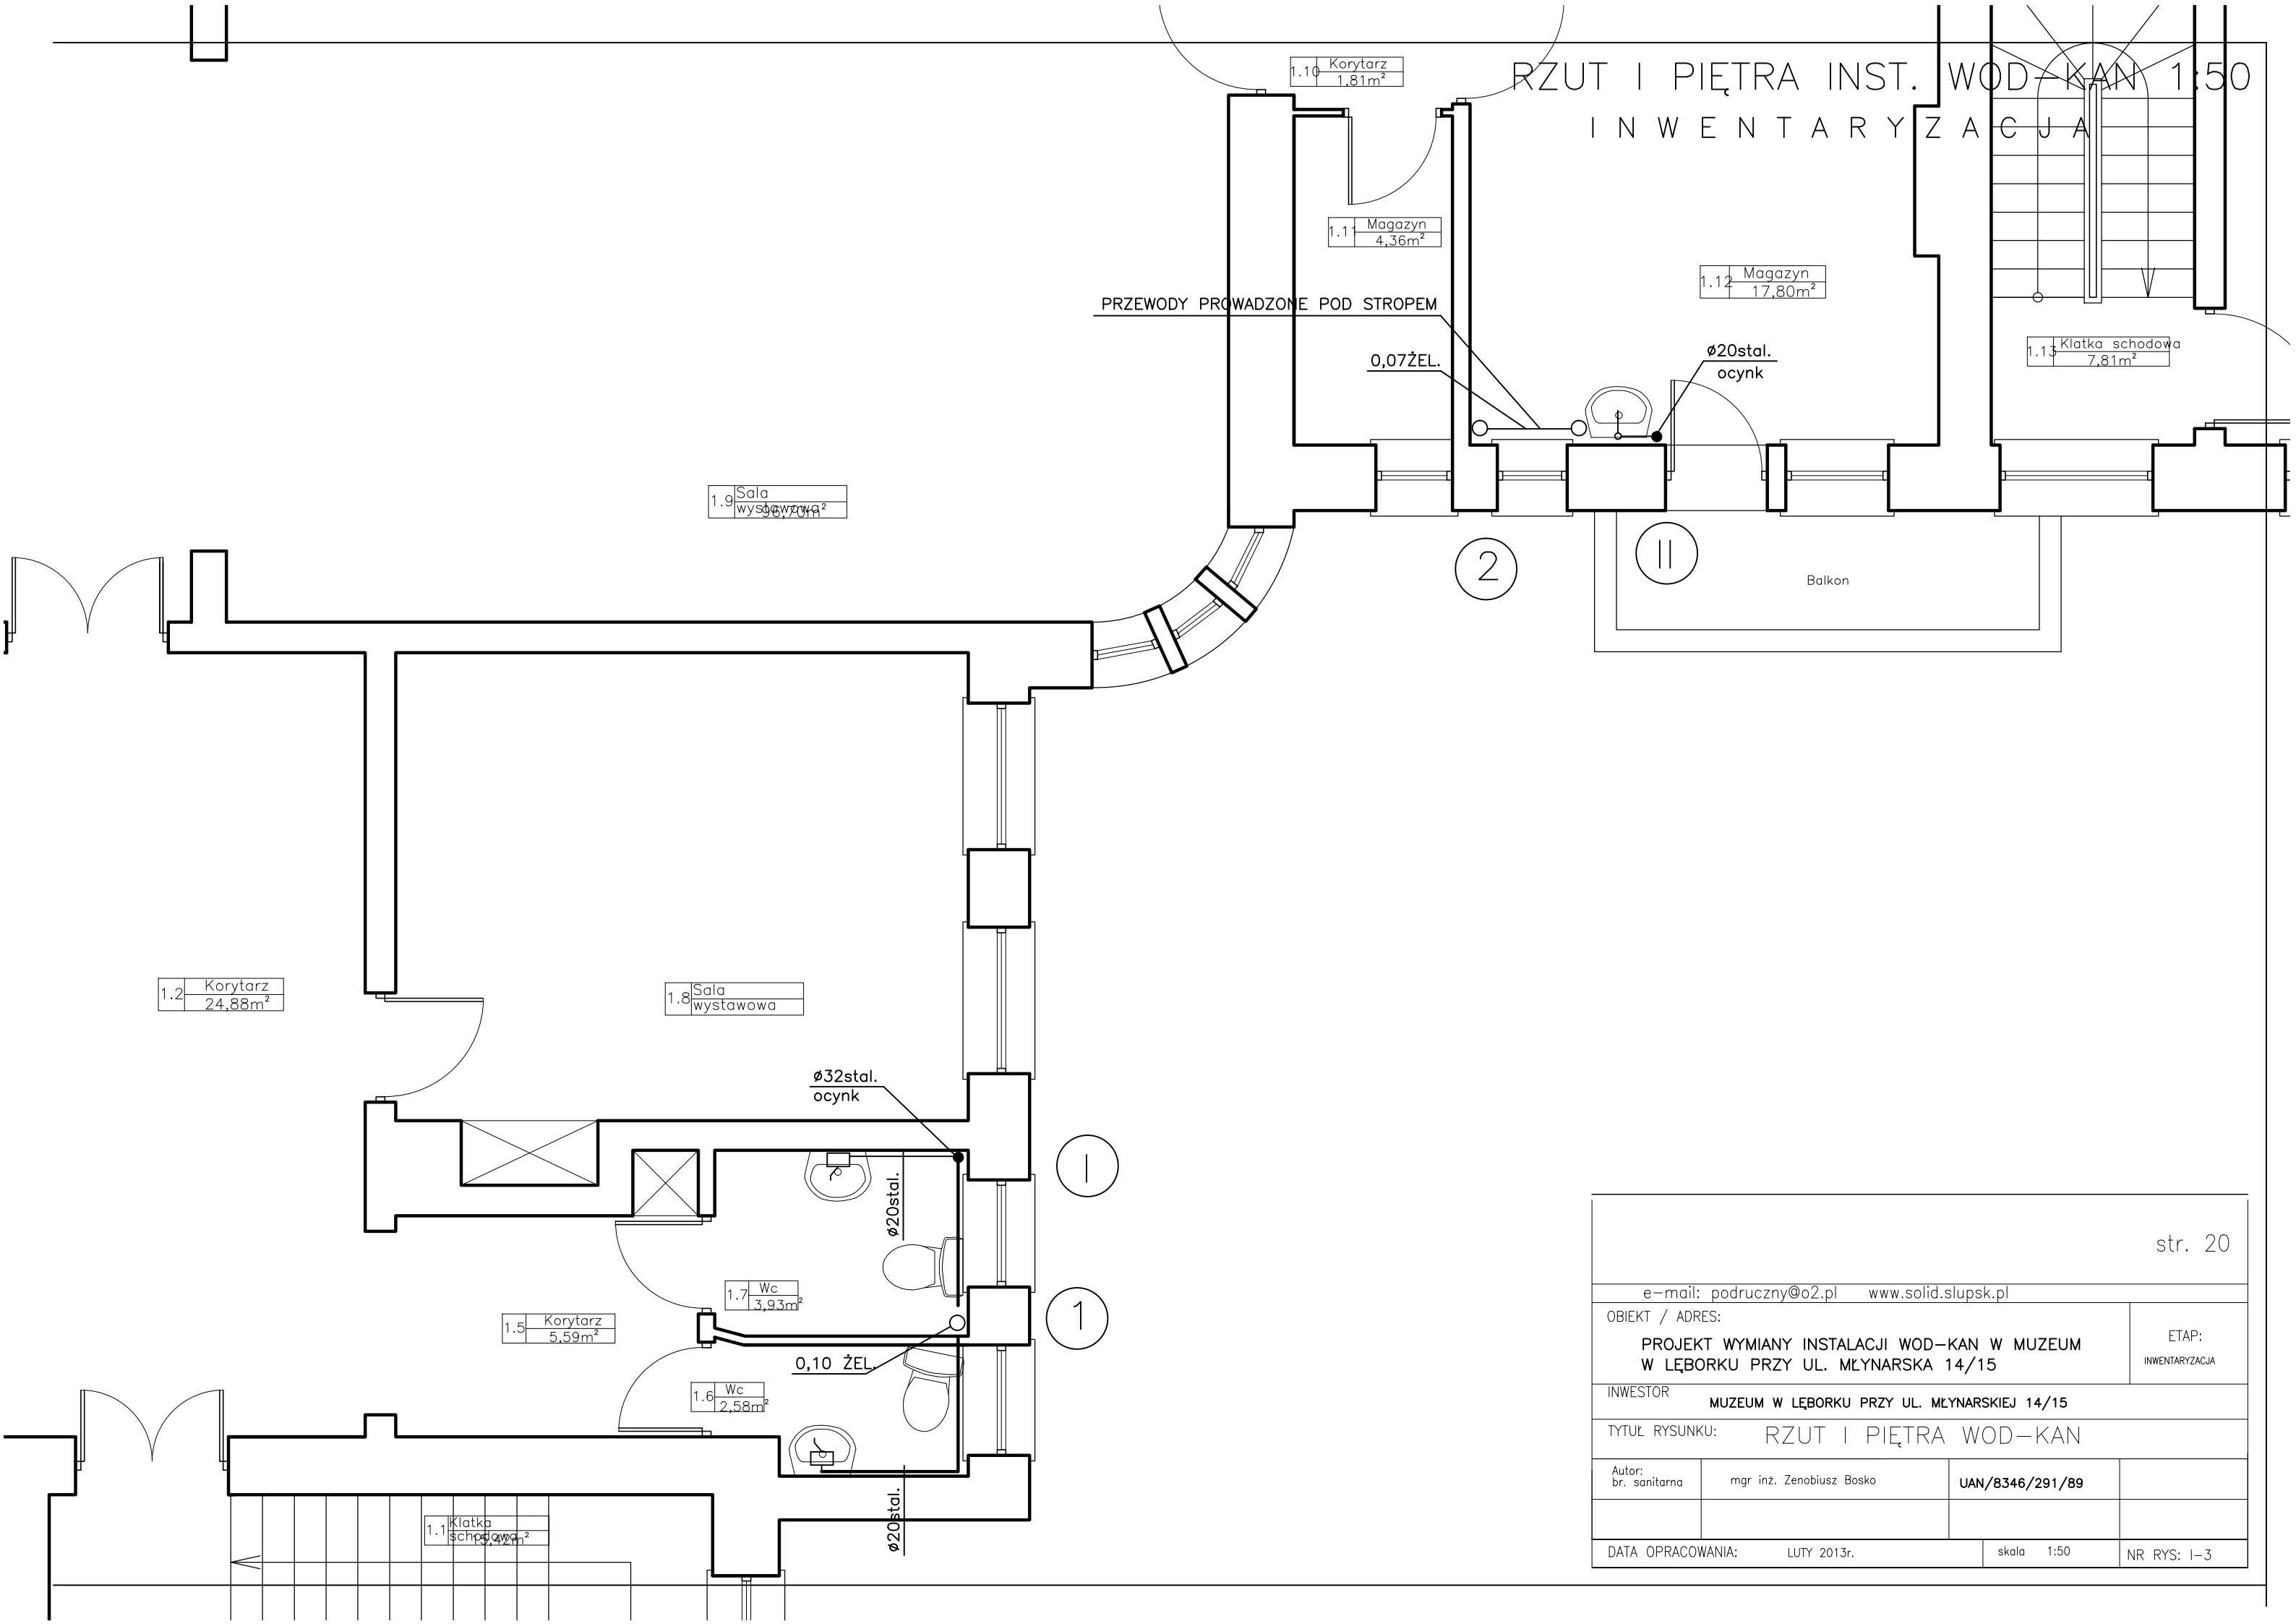 RZUT I PIĘTRA INST. WOD-KAN 1:50
INWENTARYZACJA
1.10 Korytarz
1,81m²
1.11 Magazyn
4,36m²
1.12 Magazyn
17,80m²
PRZEWODY PROWADZONE POD STROPEM
0,07ŻEL.
ø20stal.
ocynk
1.13 Klatka schodowa
7,81m²
1.9 Sala
wystawowa
96,70m²
2
II
Balkon
1.2 Korytarz
24,88m²
1.8 Sala
wystawowa
ø32stal.
ocynk
I
ø20stal.
1.7 Wc
3,93m²
1
1.5 Korytarz
5,59m²
0,10 ŻEL.
1.6 Wc
2,58m²
ø20stal.
1.1 Klatka
schodowa
15,42m²
str. 20
e-mail: podruczny@o2.pl www.solid.slupsk.pl
OBIEKT / ADRES:
PROJEKT WYMIANY INSTALACJI WOD-KAN W MUZEUM
W LĘBORKU PRZY UL. MŁYNARSKA 14/15
ETAP:
INWENTARYZACJA
INWESTOR
MUZEUM W LĘBORKU PRZY UL. MŁYNARSKIEJ 14/15
TYTUŁ RYSUNKU: RZUT I PIĘTRA WOD-KAN
Autor:
br. sanitarna
mgr inż. Zenobiusz Bosko
UAN/8346/291/89
DATA OPRACOWANIA: LUTY 2013r.
skala 1:50
NR RYS: I-3